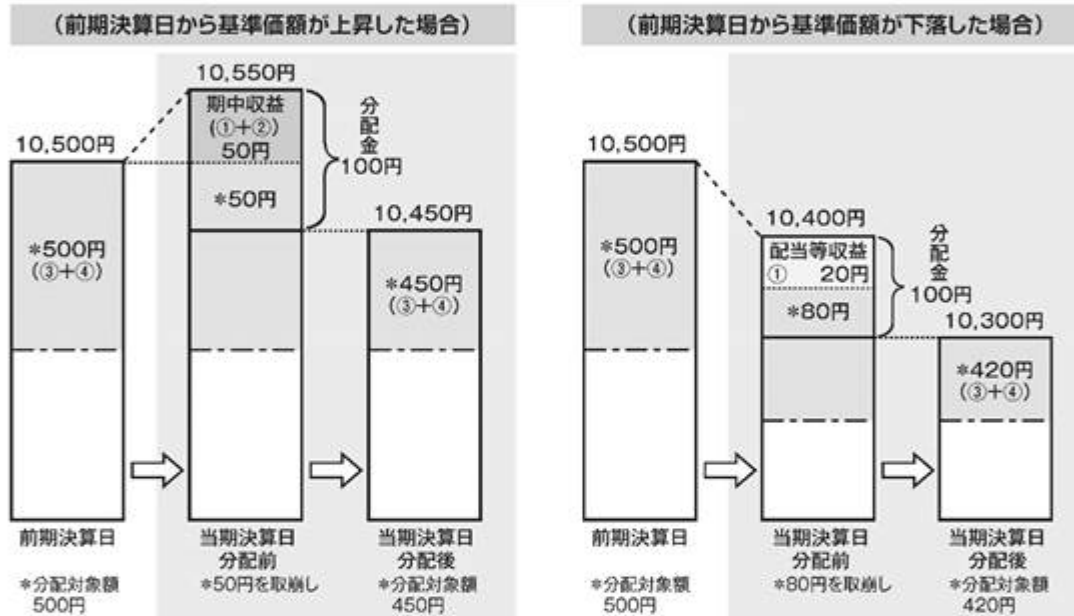 (前期決算日から基準価額が上昇した場合)
10,550円
期中収益
(①+②)
50円
*50円
分配金
100円
10,500円
*500円
(③+④)
10,450円
*450円
(③+④)
前期決算日
当期決算日
分配前
当期決算日
分配後
*分配対象額
500円
*50円を取崩し
*分配対象額
450円
(前期決算日から基準価額が下落した場合)
10,500円
*500円
(③+④)
10,400円
配当等収益
① 20円
*80円
分配金
100円
10,300円
*420円
(③+④)
前期決算日
当期決算日
分配前
当期決算日
分配後
*分配対象額
500円
*80円を取崩し
*分配対象額
420円